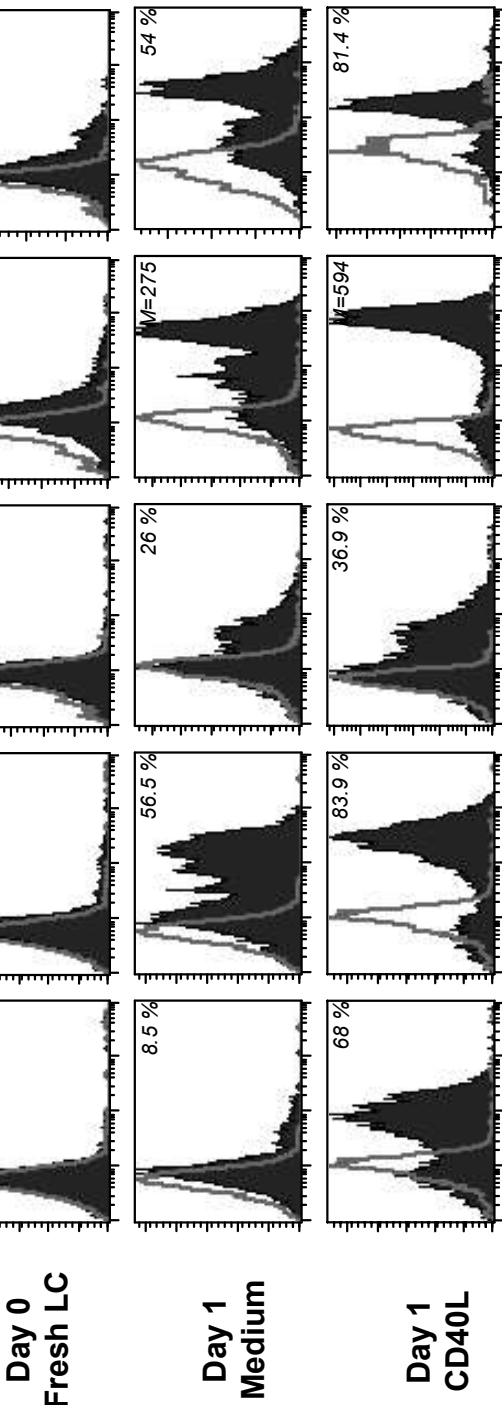 Day 0
Fresh LC
Day 1
Medium
8.5 %
56.5 %
26 %
M=275
54 %
Day 1
CD40L
68 %
83.9 %
36.9 %
M=594
81.4 %